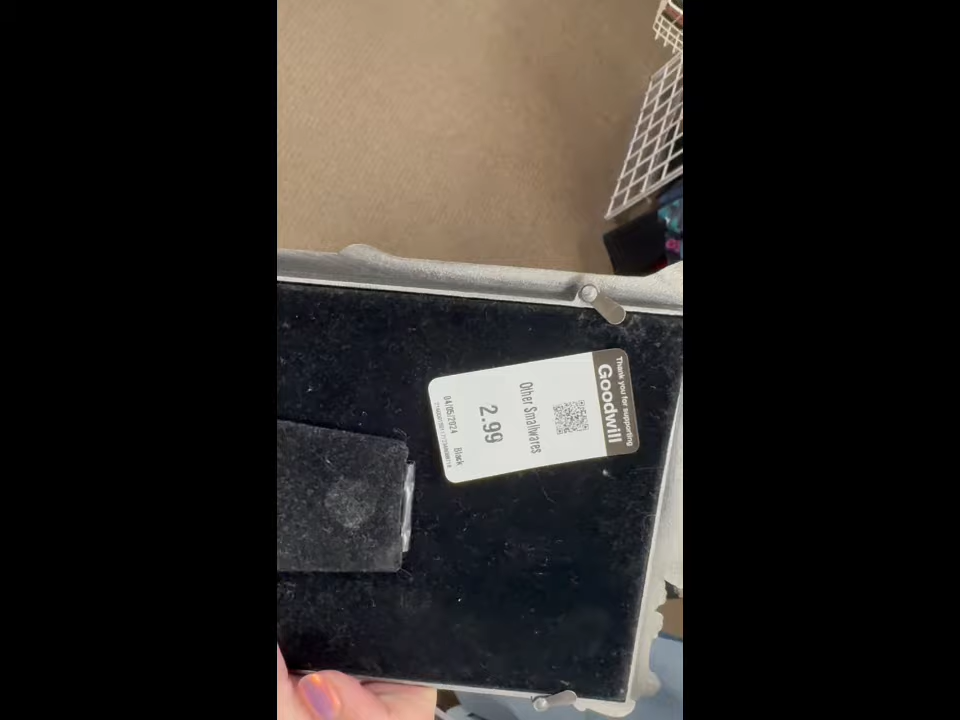 Thank you for supporting
Goodwill
Other Smallwares
2.99
04/05/2024 Black